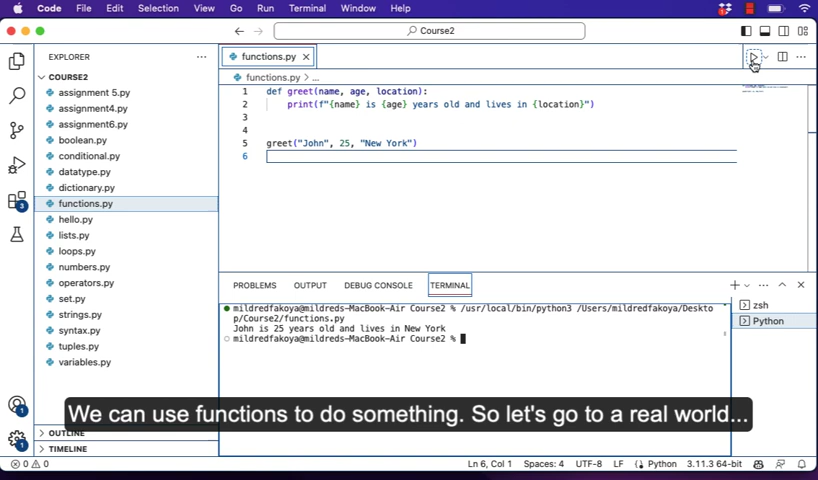 Code File Edit Selection View Go Run Terminal Window Help
Course2
EXPLORER
functions.py
COURSE2
functions.py > ...
assignment 5.py
assignment4.py
assignment6.py
boolean.py
conditional.py
datatype.py
dictionary.py
functions.py
hello.py
lists.py
loops.py
numbers.py
operators.py
set.py
strings.py
syntax.py
tuples.py
variables.py
OUTLINE
TIMELINE
1 def greet(name, age, location):
2 print(f"{name} is {age} years old and lives in {location}")
3
4
5 greet("John", 25, "New York")
6
PROBLEMS OUTPUT DEBUG CONSOLE TERMINAL
mildredfakoya@mildreds-MacBook-Air Course2 % /usr/local/bin/python3 /Users/mildredfakoya/Deskto
p/Course2/functions.py
John is 25 years old and lives in New York
mildredfakoya@mildreds-MacBook-Air Course2 %
zsh
Python
3
1
1
We can use functions to do something. So let's go to a real world...
0 0
Ln 6, Col 1 Spaces: 4 UTF-8 LF Python 3.11.3 64-bit